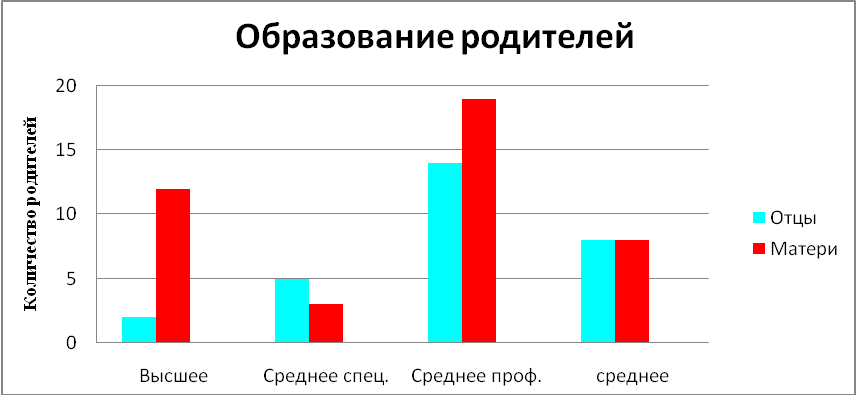 Образование родителей
Количество родителей
20
15
10
5
0
Высшее
Среднее спец.
Среднее проф.
среднее
Отцы
Матери